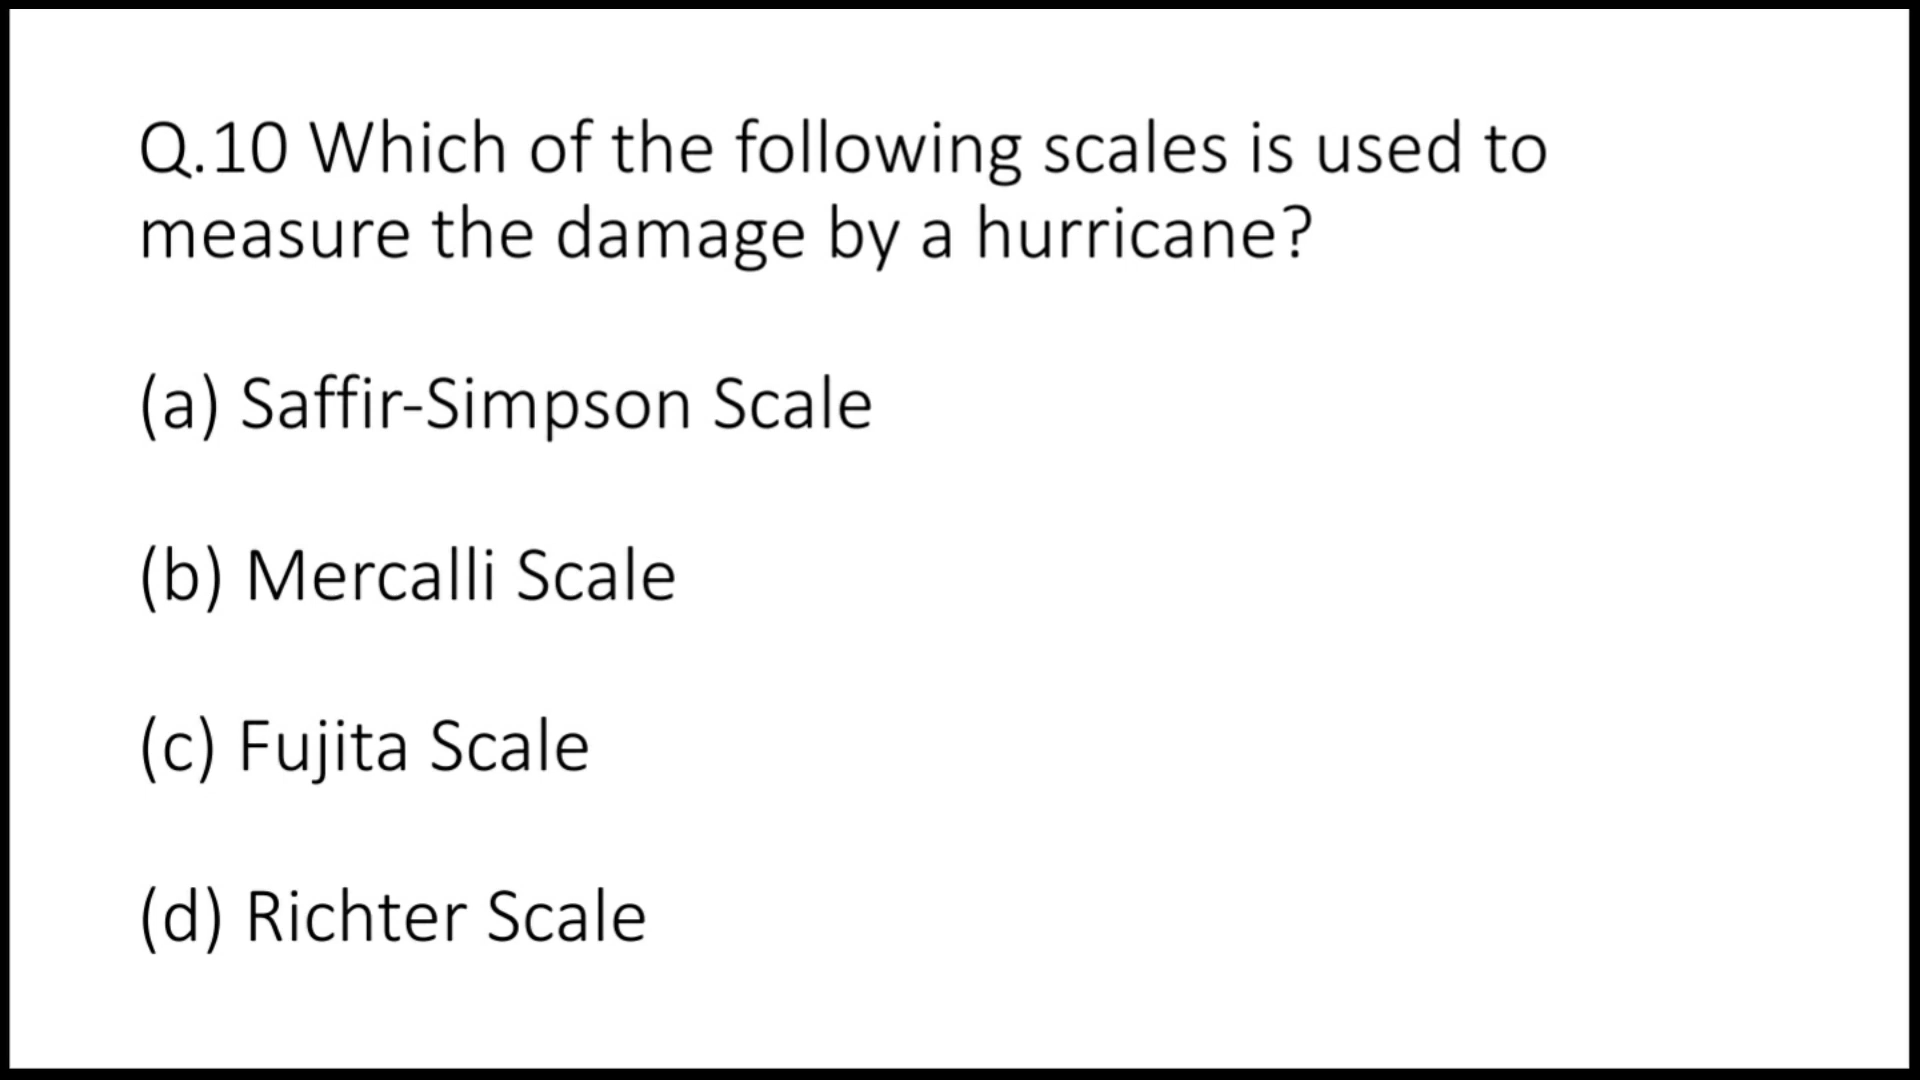 Q.10 Which of the following scales is used to
measure the damage by a hurricane?
(a) Saffir-Simpson Scale
(b) Mercalli Scale
(c) Fujita Scale
(d) Richter Scale